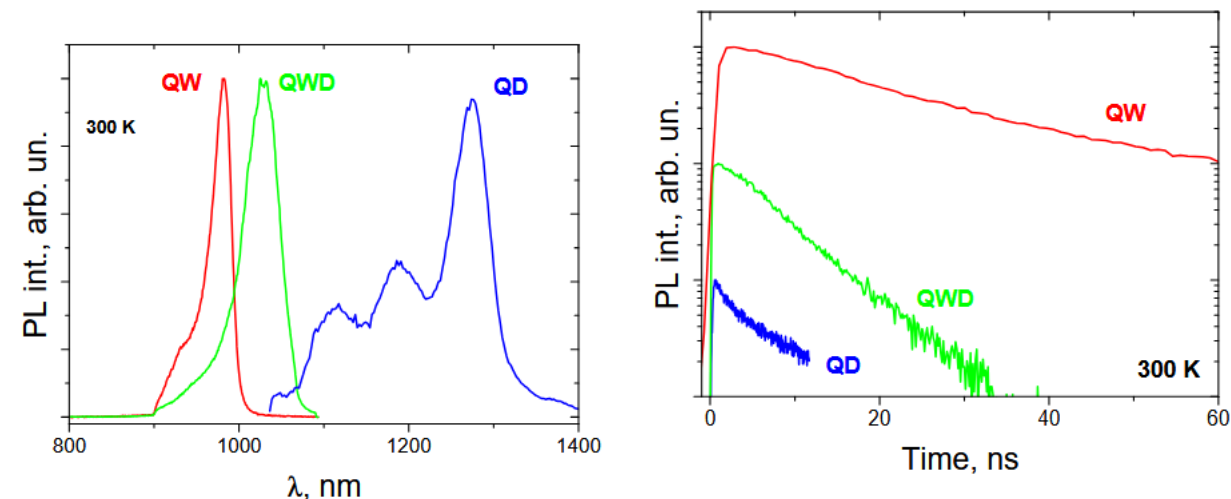 PL int., arb. un.
300 K
QW
QWD
QD
800
1000
1200
1400
λ, nm
PL int., arb. un.
QW
QWD
QD
300 K
0
20
40
60
Time, ns